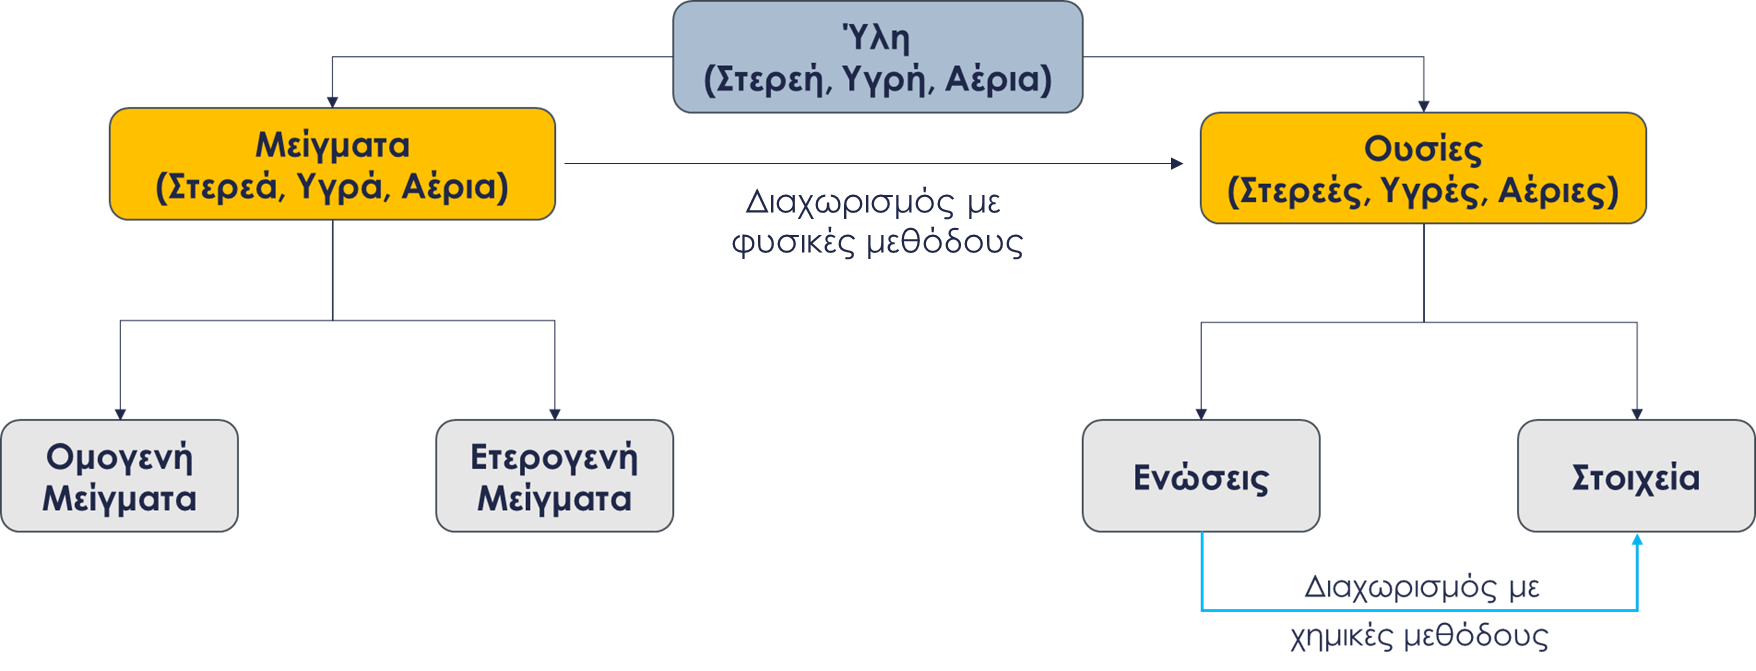 Ύλη
(Στερεή, Υγρή, Αέρια)
Μείγματα
(Στερεά, Υγρά, Αέρια)
Διαχωρισμός με
φυσικές μεθόδους
Ουσίες
(Στερεές, Υγρές, Αέριες)
Ομογενή
Μείγματα
Ετερογενή
Μείγματα
Ενώσεις
Στοιχεία
Διαχωρισμός με
χημικές μεθόδους